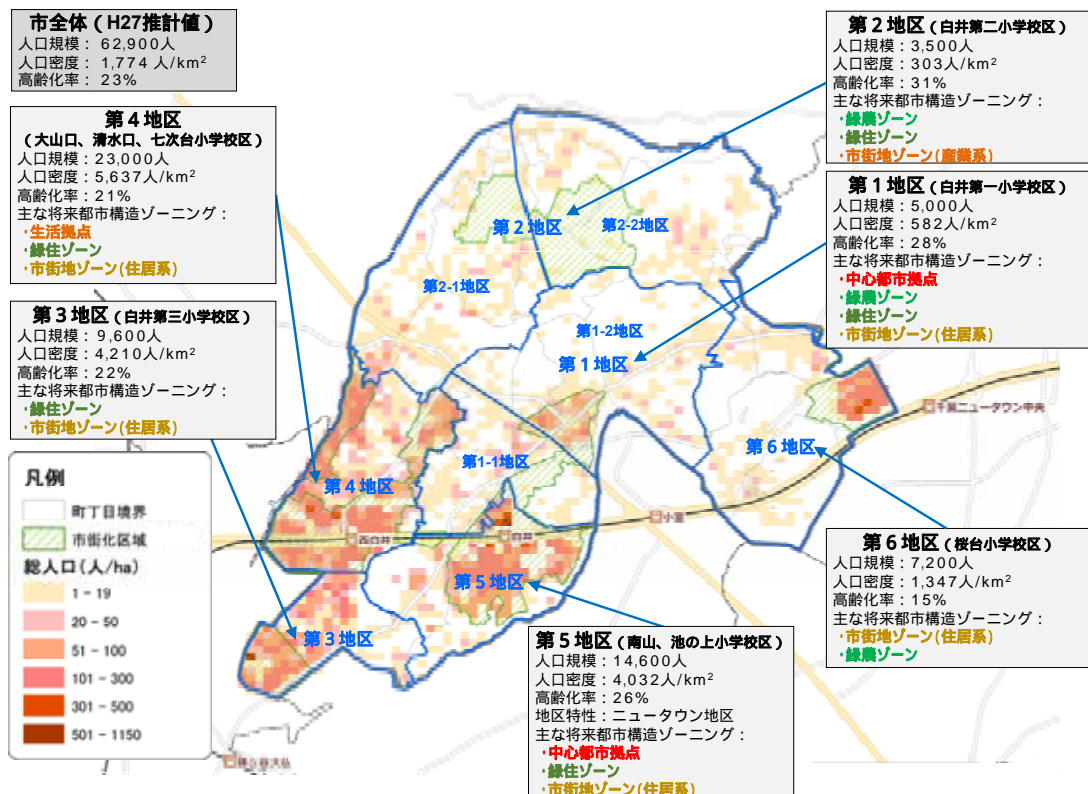 市全体（H27推計値）
人口規模： 62,900人
人口密度： 1,774 人/km²
高齢化率： 23%
第４地区
（大山口、清水口、七次台小学校区）
人口規模：23,000人
人口密度：5,637人/km²
高齢化率：21%
主な将来都市構造ゾーニング：
・生活拠点
・緑住ゾーン
・市街地ゾーン(住居系)
第３地区（白井第三小学校区）
人口規模：9,600人
人口密度：4,210人/km²
高齢化率：22%
主な将来都市構造ゾーニング：
・緑住ゾーン
・市街地ゾーン(住居系)
凡例
町丁目境界
市街化区域
総人口(人/ha)
1 - 19
20 - 50
51 - 100
101 - 300
301 - 500
501 - 1150
第２地区（白井第二小学校区）
人口規模：3,500人
人口密度：303人/km²
高齢化率：31%
主な将来都市構造ゾーニング：
・緑農ゾーン
・緑住ゾーン
・市街地ゾーン(産業系)
第１地区（白井第一小学校区）
人口規模：5,000人
人口密度：582人/km²
高齢化率：28%
主な将来都市構造ゾーニング：
・中心都市拠点
・緑農ゾーン
・緑住ゾーン
・市街地ゾーン(住居系)
第６地区（桜台小学校区）
人口規模：7,200人
人口密度：1,347人/km²
高齢化率：15%
主な将来都市構造ゾーニング：
・市街地ゾーン(住居系)
・緑農ゾーン
第５地区（南山、池の上小学校区）
人口規模：14,600人
人口密度：4,032人/km²
高齢化率：26%
地区特性：ニュータウン地区
主な将来都市構造ゾーニング：
・中心都市拠点
・緑住ゾーン
・市街地ゾーン(住居系)
第２地区
第2-2地区
第2-1地区
第1-2地区
第１地区
第６地区
第1-1地区
第４地区
第５地区
第３地区
千葉ニュータウン中央
小室
白井
西白井